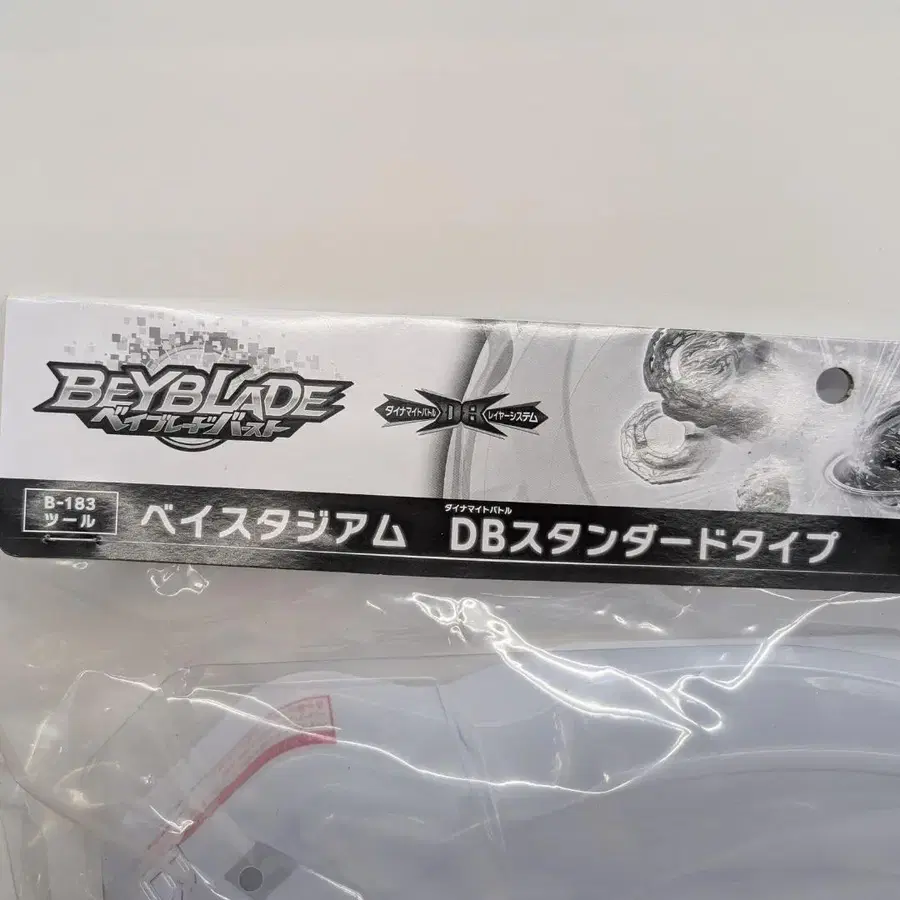 BEYBLADE
ベイブレードバースト
ダイナマイトバトル DB レイヤーシステム
B-183
ツール
ダイナマイトバトル
ベイスタジアム DBスタンダードタイプ